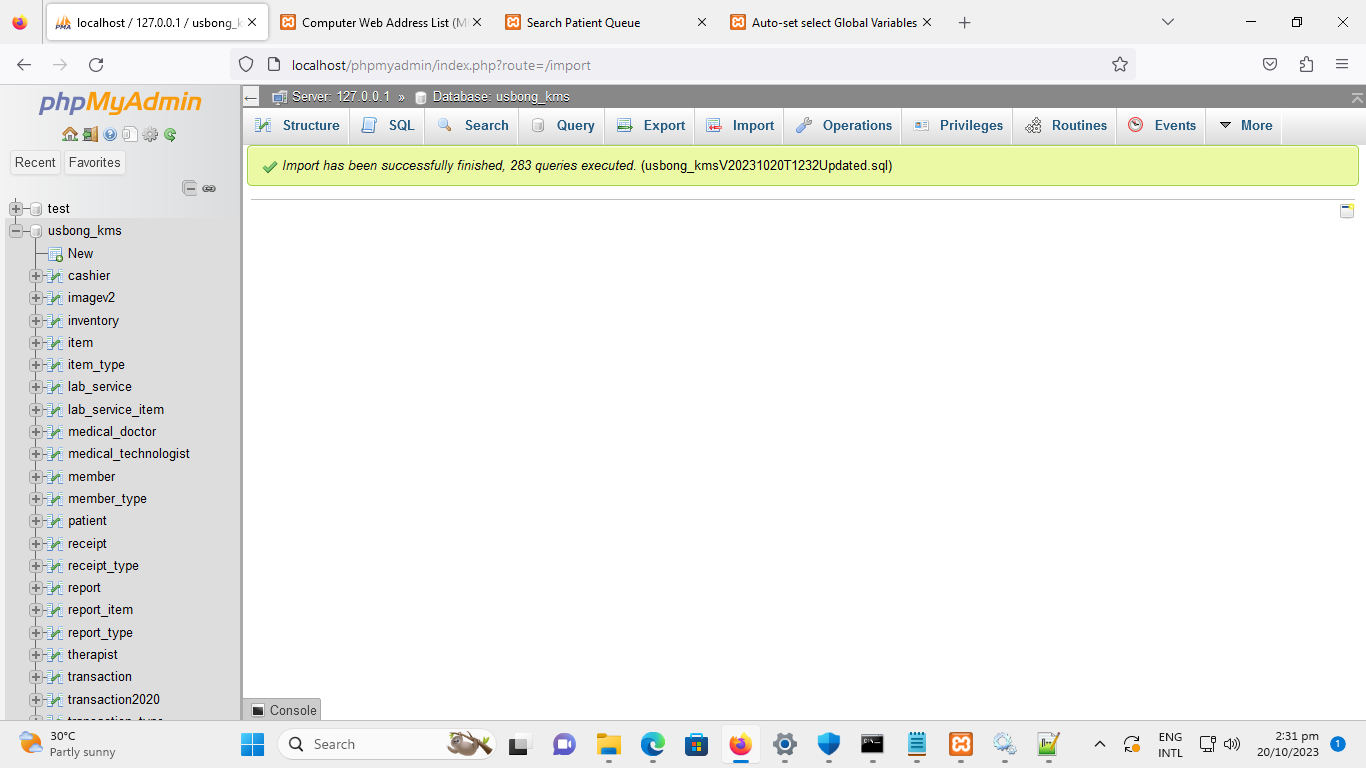 localhost / 127.0.0.1 / usbong_k
Computer Web Address List (M
Search Patient Queue
Auto-set select Global Variables
localhost/phpmyadmin/index.php?route=/import
phpMyAdmin
Recent
Favorites
test
usbong_kms
New
cashier
imagev2
inventory
item
item_type
lab_service
lab_service_item
medical_doctor
medical_technologist
member
member_type
patient
receipt
receipt_type
report
report_item
report_type
therapist
transaction
transaction2020
transaction_type
Server: 127.0.0.1 » Database: usbong_kms
Structure
SQL
Search
Query
Export
Import
Operations
Privileges
Routines
Events
More
Import has been successfully finished, 283 queries executed. (usbong_kmsV20231020T1232Updated.sql)
Console
30°C
Partly sunny
Search
ENG
INTL
2:31 pm
20/10/2023
1